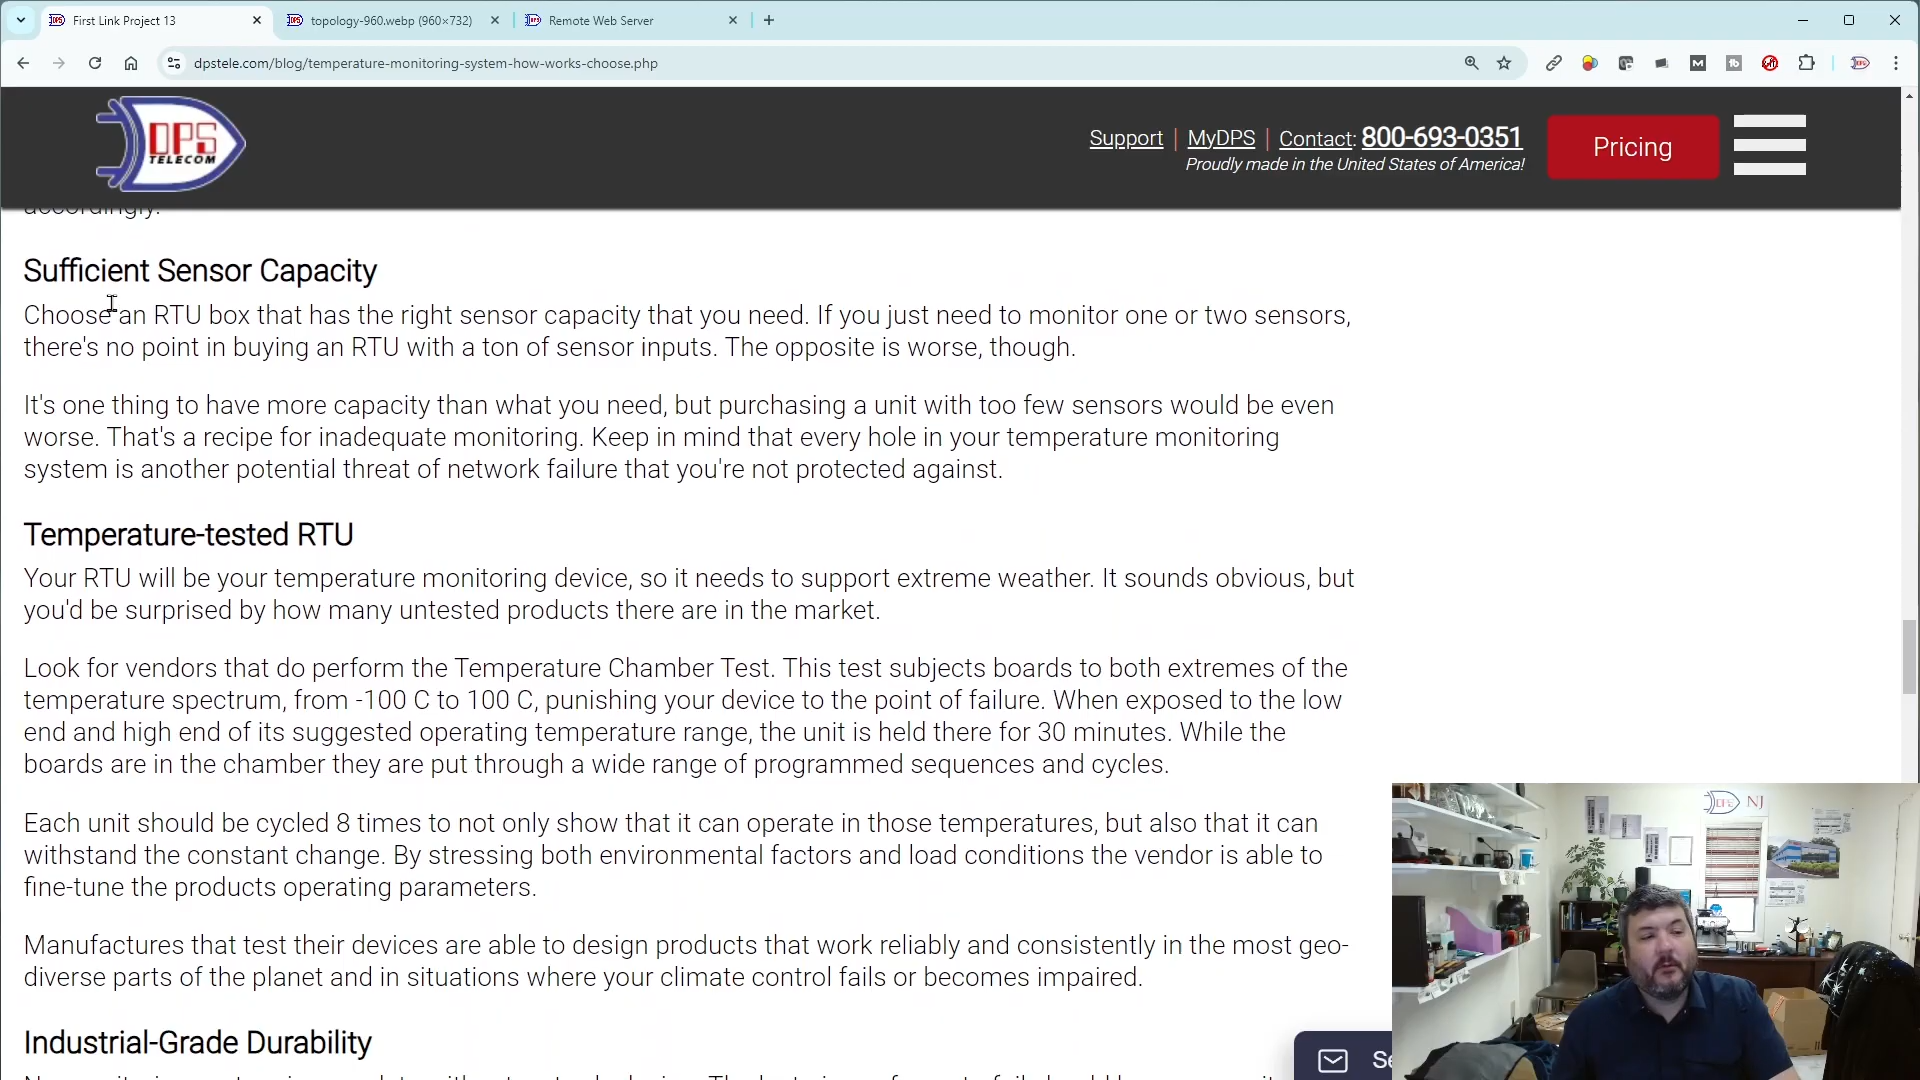 First Link Project 13
topology-960.webp (960×732)
Remote Web Server
dpstele.com/blog/temperature-monitoring-system-how-works-choose.php
DPS
TELECOM
Support | MyDPS | Contact: 800-693-0351
Proudly made in the United States of America!
Pricing
accordingly.
Sufficient Sensor Capacity
Choose an RTU box that has the right sensor capacity that you need. If you just need to monitor one or two sensors,
there's no point in buying an RTU with a ton of sensor inputs. The opposite is worse, though.
It's one thing to have more capacity than what you need, but purchasing a unit with too few sensors would be even
worse. That's a recipe for inadequate monitoring. Keep in mind that every hole in your temperature monitoring
system is another potential threat of network failure that you're not protected against.
Temperature-tested RTU
Your RTU will be your temperature monitoring device, so it needs to support extreme weather. It sounds obvious, but
you'd be surprised by how many untested products there are in the market.
Look for vendors that do perform the Temperature Chamber Test. This test subjects boards to both extremes of the
temperature spectrum, from -100 C to 100 C, punishing your device to the point of failure. When exposed to the low
end and high end of its suggested operating temperature range, the unit is held there for 30 minutes. While the
boards are in the chamber they are put through a wide range of programmed sequences and cycles.
Each unit should be cycled 8 times to not only show that it can operate in those temperatures, but also that it can
withstand the constant change. By stressing both environmental factors and load conditions the vendor is able to
fine-tune the products operating parameters.
Manufactures that test their devices are able to design products that work reliably and consistently in the most geo-
diverse parts of the planet and in situations where your climate control fails or becomes impaired.
Industrial-Grade Durability
DPS NJ